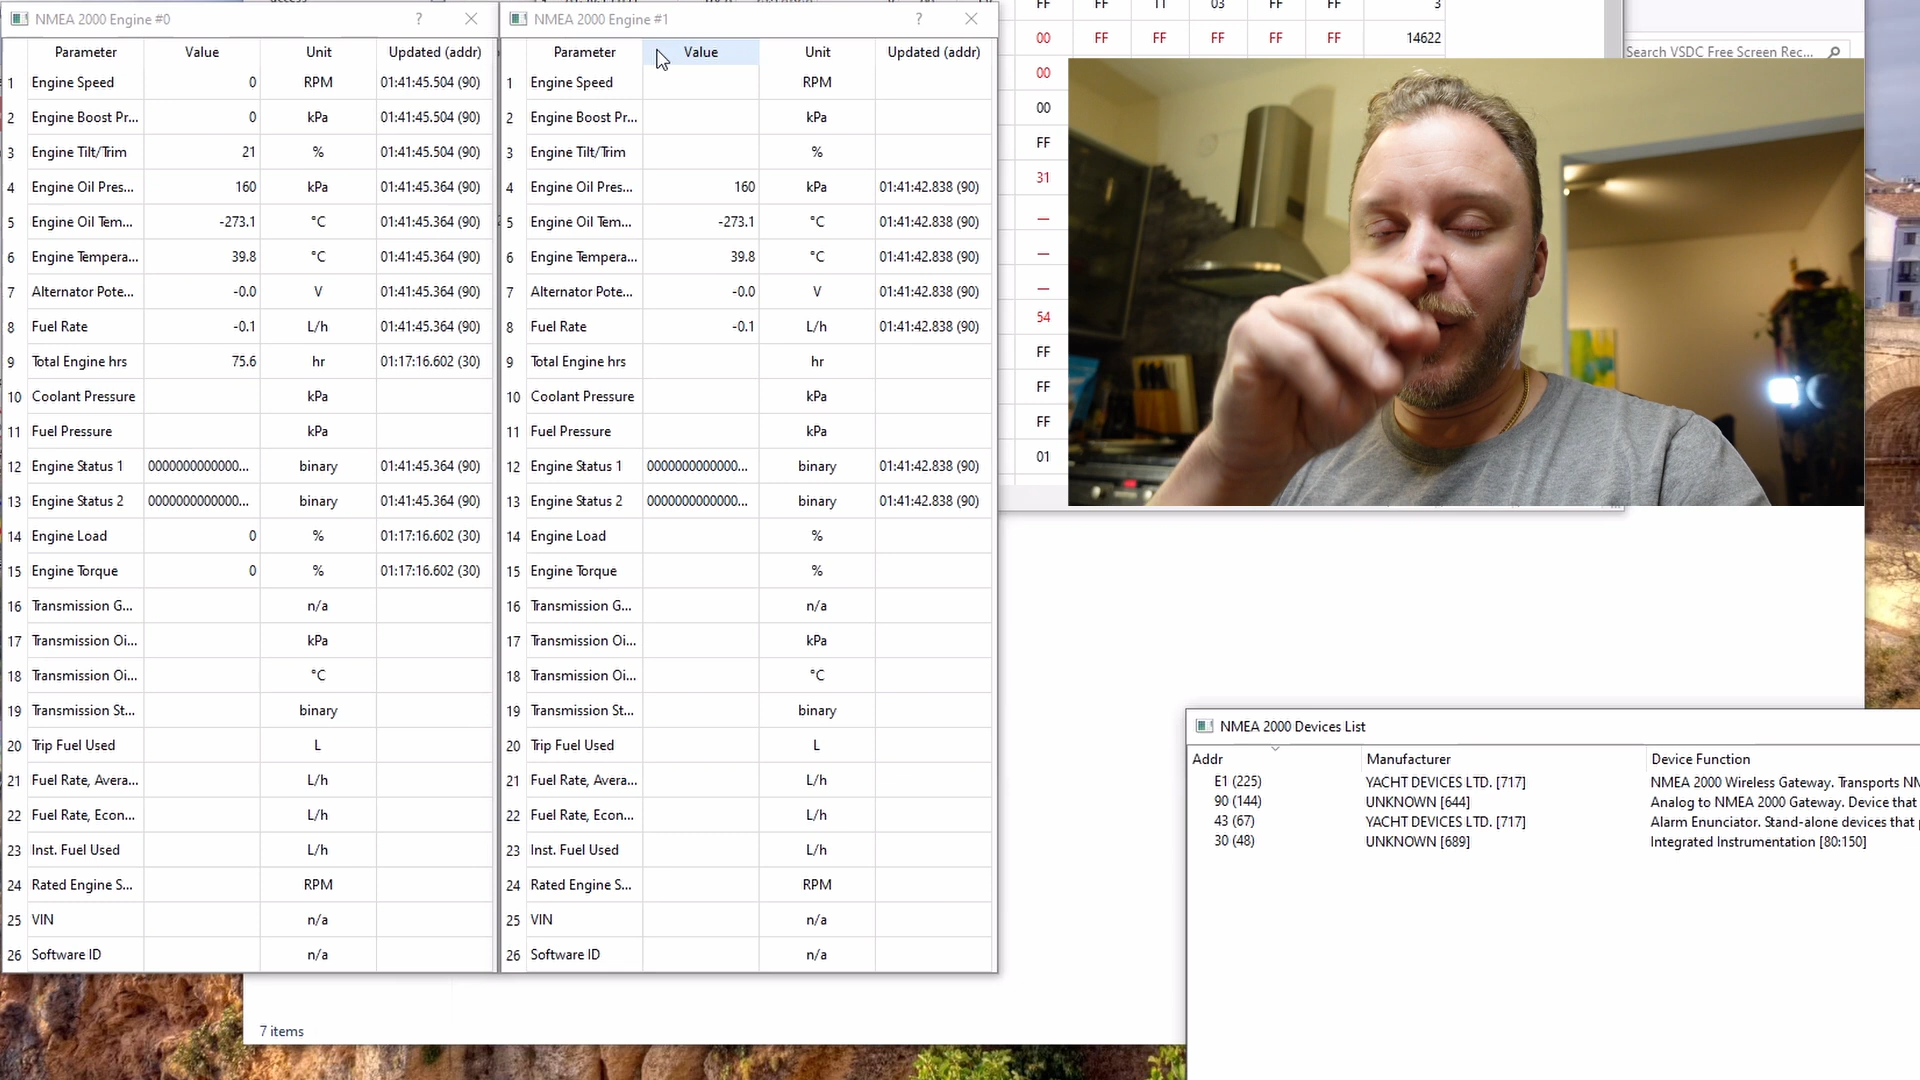 NMEA 2000 Engine #0 ? ×
Parameter Value Unit Updated (addr)
1 Engine Speed 0 RPM 01:41:45.504 (90)
2 Engine Boost Pr... 0 kPa 01:41:45.504 (90)
3 Engine Tilt/Trim 21 % 01:41:45.504 (90)
4 Engine Oil Pres... 160 kPa 01:41:45.364 (90)
5 Engine Oil Tem... -273.1 °C 01:41:45.364 (90)
6 Engine Tempera... 39.8 °C 01:41:45.364 (90)
7 Alternator Pote... -0.0 V 01:41:45.364 (90)
8 Fuel Rate -0.1 L/h 01:41:45.364 (90)
9 Total Engine hrs 75.6 hr 01:17:16.602 (30)
10 Coolant Pressure kPa
11 Fuel Pressure kPa
12 Engine Status 1 0000000000000... binary 01:41:45.364 (90)
13 Engine Status 2 0000000000000... binary 01:41:45.364 (90)
14 Engine Load 0 % 01:17:16.602 (30)
15 Engine Torque 0 % 01:17:16.602 (30)
16 Transmission G... n/a
17 Transmission Oi... kPa
18 Transmission Oi... °C
19 Transmission St... binary
20 Trip Fuel Used L
21 Fuel Rate, Avera... L/h
22 Fuel Rate, Econ... L/h
23 Inst. Fuel Used L/h
24 Rated Engine S... RPM
25 VIN n/a
26 Software ID n/a
NMEA 2000 Engine #1 ? ×
Parameter Value Unit Updated (addr)
1 Engine Speed RPM
2 Engine Boost Pr... kPa
3 Engine Tilt/Trim %
4 Engine Oil Pres... 160 kPa 01:41:42.838 (90)
5 Engine Oil Tem... -273.1 °C 01:41:42.838 (90)
6 Engine Tempera... 39.8 °C 01:41:42.838 (90)
7 Alternator Pote... -0.0 V 01:41:42.838 (90)
8 Fuel Rate -0.1 L/h 01:41:42.838 (90)
9 Total Engine hrs hr
10 Coolant Pressure kPa
11 Fuel Pressure kPa
12 Engine Status 1 0000000000000... binary 01:41:42.838 (90)
13 Engine Status 2 0000000000000... binary 01:41:42.838 (90)
14 Engine Load %
15 Engine Torque %
16 Transmission G... n/a
17 Transmission Oi... kPa
18 Transmission Oi... °C
19 Transmission St... binary
20 Trip Fuel Used L
21 Fuel Rate, Avera... L/h
22 Fuel Rate, Econ... L/h
23 Inst. Fuel Used L/h
24 Rated Engine S... RPM
25 VIN n/a
26 Software ID n/a
FF FF 11 03 FF FF 3
00 FF FF FF FF FF 14622
00
00
FF
31
—
—
—
54
FF
FF
FF
01
Search VSDC Free Screen Rec...
7 items
NMEA 2000 Devices List
Addr Manufacturer Device Function
E1 (225) YACHT DEVICES LTD. [717] NMEA 2000 Wireless Gateway. Transports NM
90 (144) UNKNOWN [644] Analog to NMEA 2000 Gateway. Device that
43 (67) YACHT DEVICES LTD. [717] Alarm Enunciator. Stand-alone devices that
30 (48) UNKNOWN [689] Integrated Instrumentation [80:150]